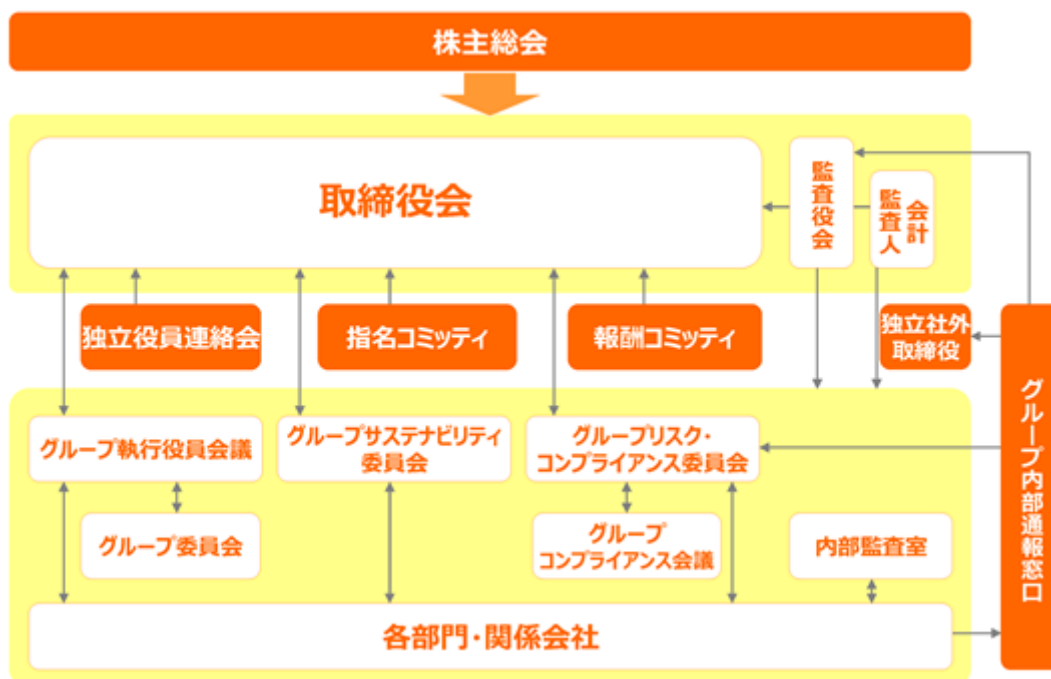 株主総会
取締役会
監査役会
会計
監査人
独立役員連絡会
指名コミッティ
報酬コミッティ
独立社外
取締役
グループ内部通報窓口
グループ執行役員会議
グループサステナビリティ
委員会
グループリスク・
コンプライアンス委員会
グループ委員会
グループ
コンプライアンス会議
内部監査室
各部門・関係会社